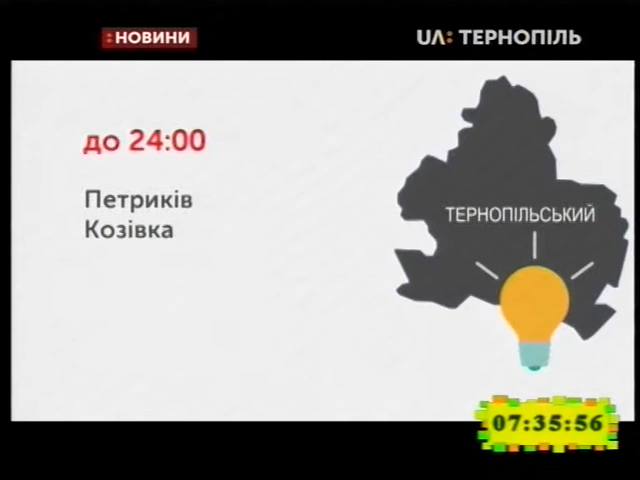 :НОВИНИ
UA: ТЕРНОПІЛЬ
до 24:00
Петриків
Козівка
ТЕРНОПІЛЬСЬКИЙ
07:35:56